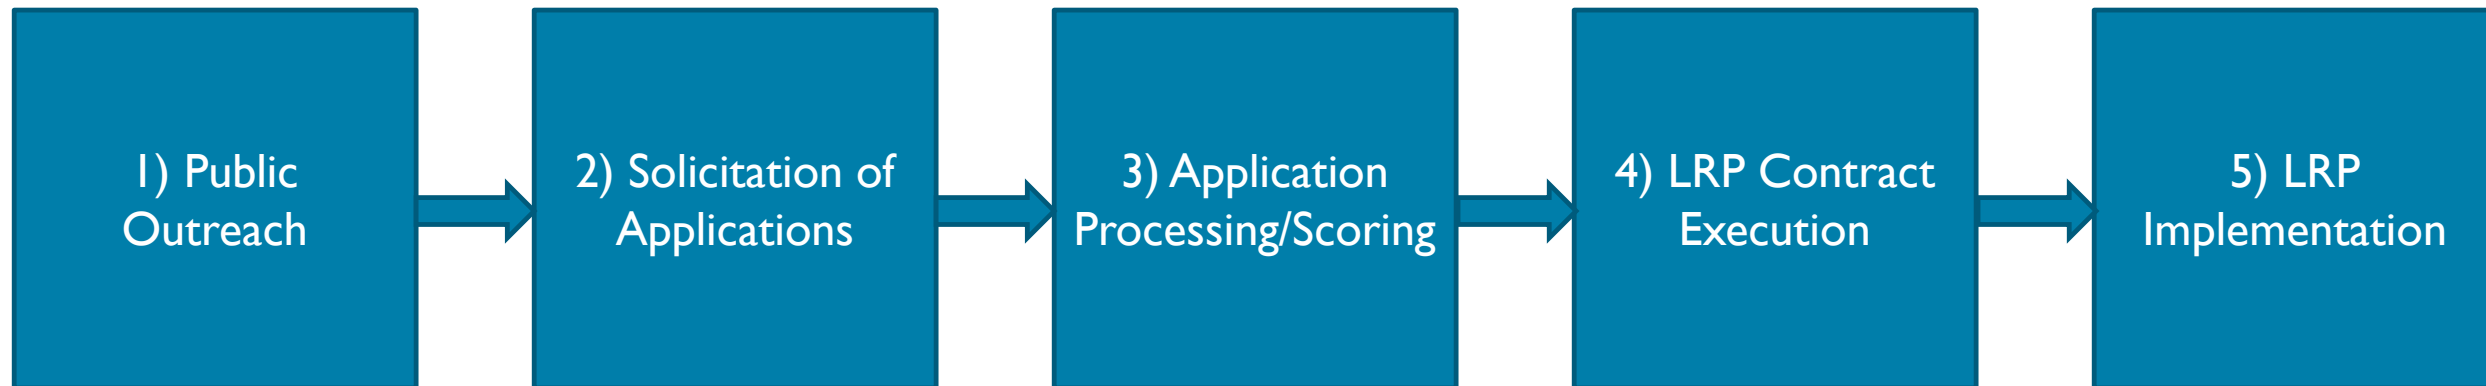 1) Public
Outreach
2) Solicitation of
Applications
3) Application
Processing/Scoring
4) LRP Contract
Execution
5) LRP
Implementation